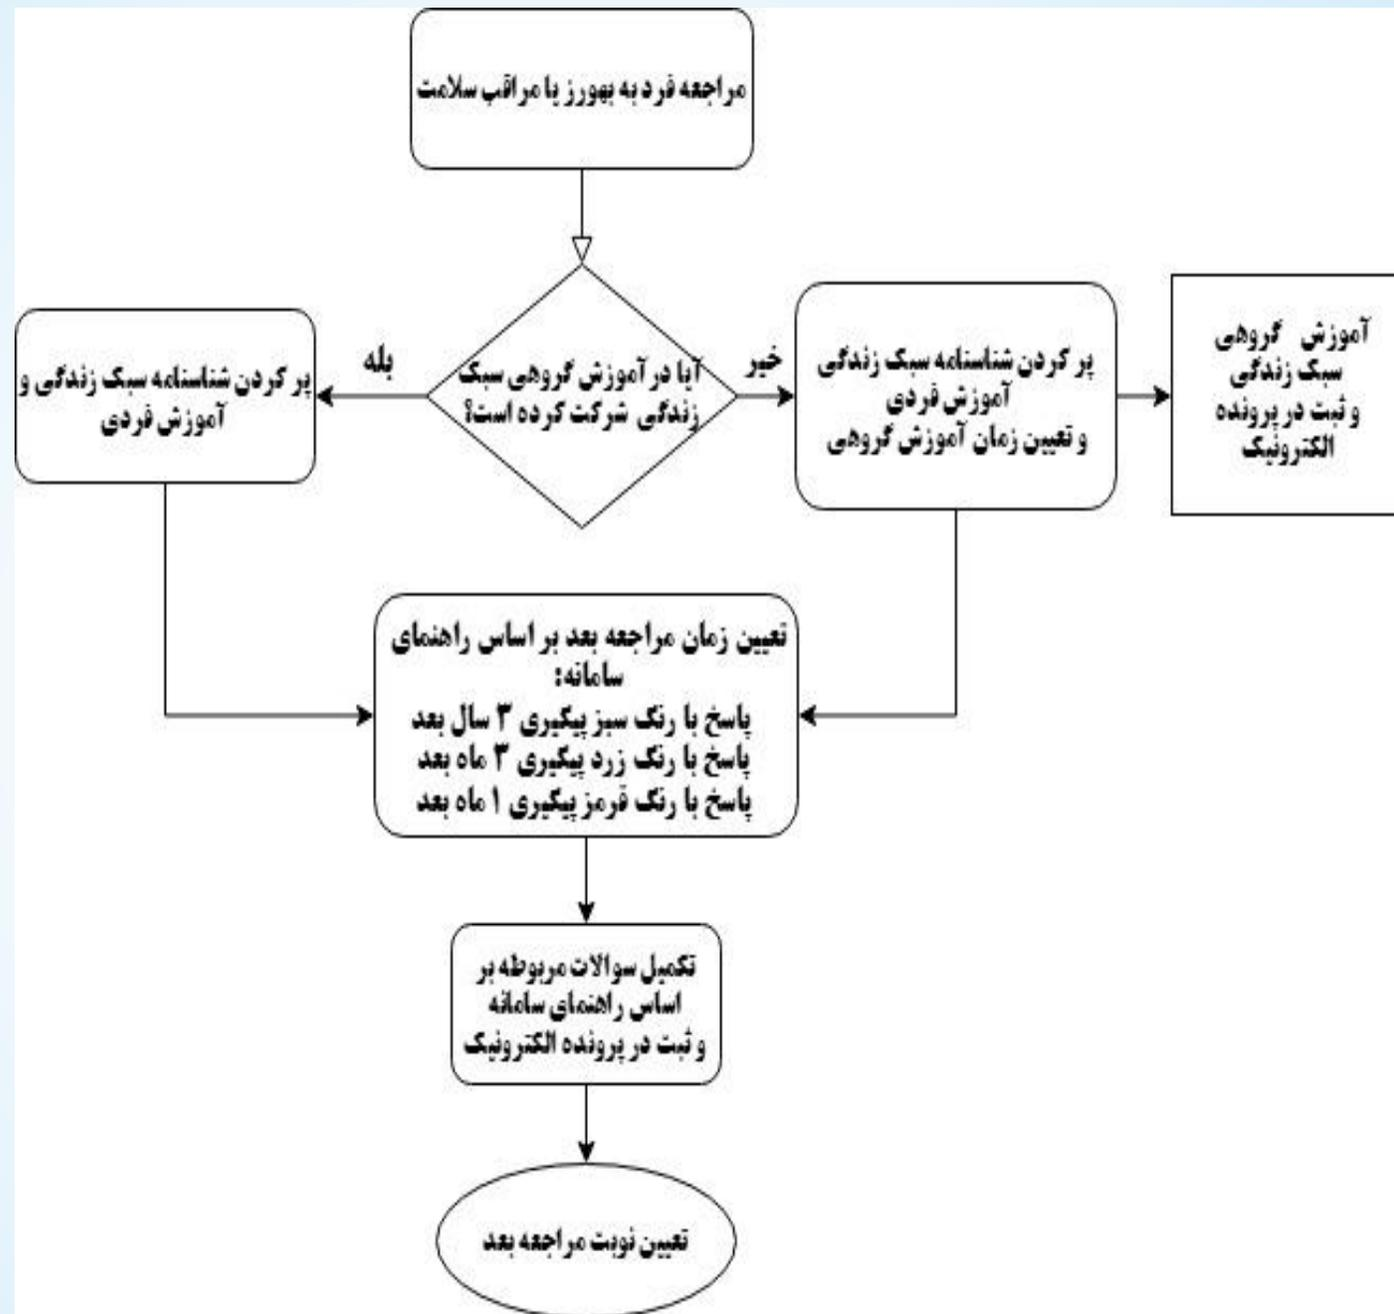 مراجعه فرد به بهورز یا مراقب سلامت
آیا در آموزش گروهی سبک
زندگی شرکت کرده است؟
خیر
بله
پر کردن شناسنامه سبک زندگی
آموزش فردی
و تعیین زمان آموزش گروهی
آموزش گروهی
سبک زندگی
و ثبت در پرونده
الکترونیک
پر کردن شناسنامه سبک زندگی و
آموزش فردی
تعیین زمان مراجعه بعد بر اساس راهنمای
سامانه:
پاسخ با رنگ سبز پیگیری ۳ سال بعد
پاسخ با رنگ زرد پیگیری ۳ ماه بعد
پاسخ با رنگ قرمز پیگیری ۱ ماه بعد
تکمیل سوالات مربوطه بر
اساس راهنمای سامانه
و ثبت در پرونده الکترونیک
تعیین نوبت مراجعه بعد